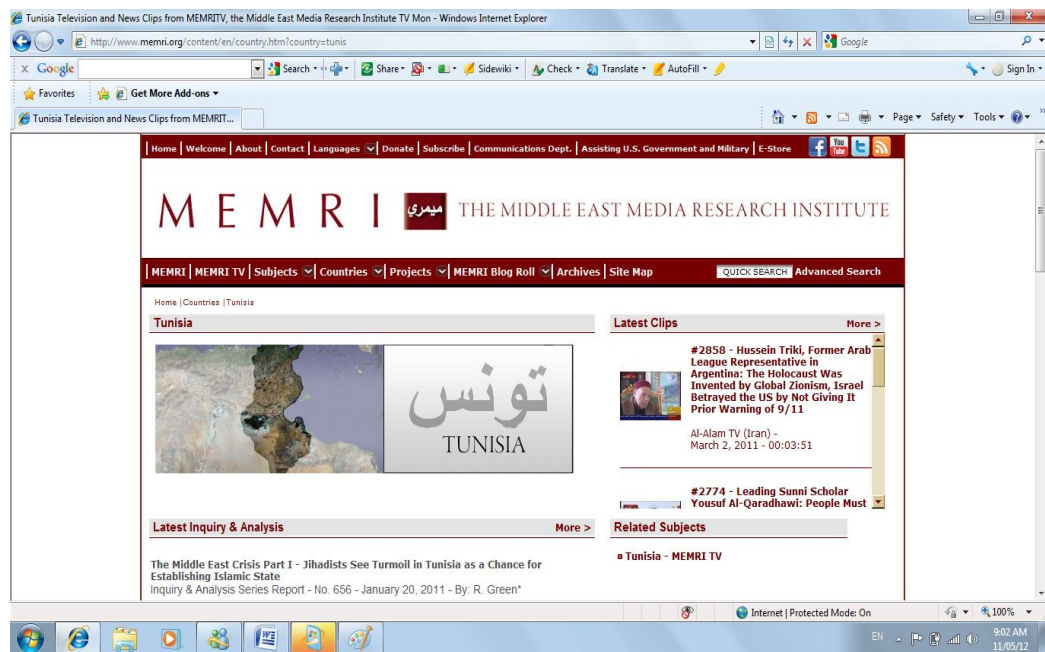 Tunisia Television and News Clips from MEMRITV, the Middle East Media Research Institute TV Mon - Windows Internet Explorer
http://www.memri.org/content/en/country.htm?country=tunis
Google
x Google Search Share Sidewiki Check Translate AutoFill Sign In
Favorites Get More Add-ons
Tunisia Television and News Clips from MEMRIT...
Page Safety Tools
Home | Welcome | About | Contact | Languages | Donate | Subscribe | Communications Dept. | Assisting U.S. Government and Military | E-Store
You Tube
MEMRI ميمري THE MIDDLE EAST MEDIA RESEARCH INSTITUTE
MEMRI | MEMRI TV | Subjects | Countries | Projects | MEMRI Blog Roll | Archives | Site Map QUICK SEARCH Advanced Search
Home |Countries |Tunisia
Tunisia
تونس
TUNISIA
Latest Clips More >
#2858 - Hussein Triki, Former Arab
League Representative in
Argentina: The Holocaust Was
Invented by Global Zionism, Israel
Betrayed the US by Not Giving It
Prior Warning of 9/11
Al-Alam TV (Iran) -
March 2, 2011 - 00:03:51
#2774 - Leading Sunni Scholar
Yousuf Al-Qaradhawi: People Must
Latest Inquiry & Analysis More >
The Middle East Crisis Part I - Jihadists See Turmoil in Tunisia as a Chance for
Establishing Islamic State
Inquiry & Analysis Series Report - No. 656 - January 20, 2011 - By: R. Green*
Related Subjects
Tunisia - MEMRI TV
Internet | Protected Mode: On 100%
EN 9:02 AM
11/05/12